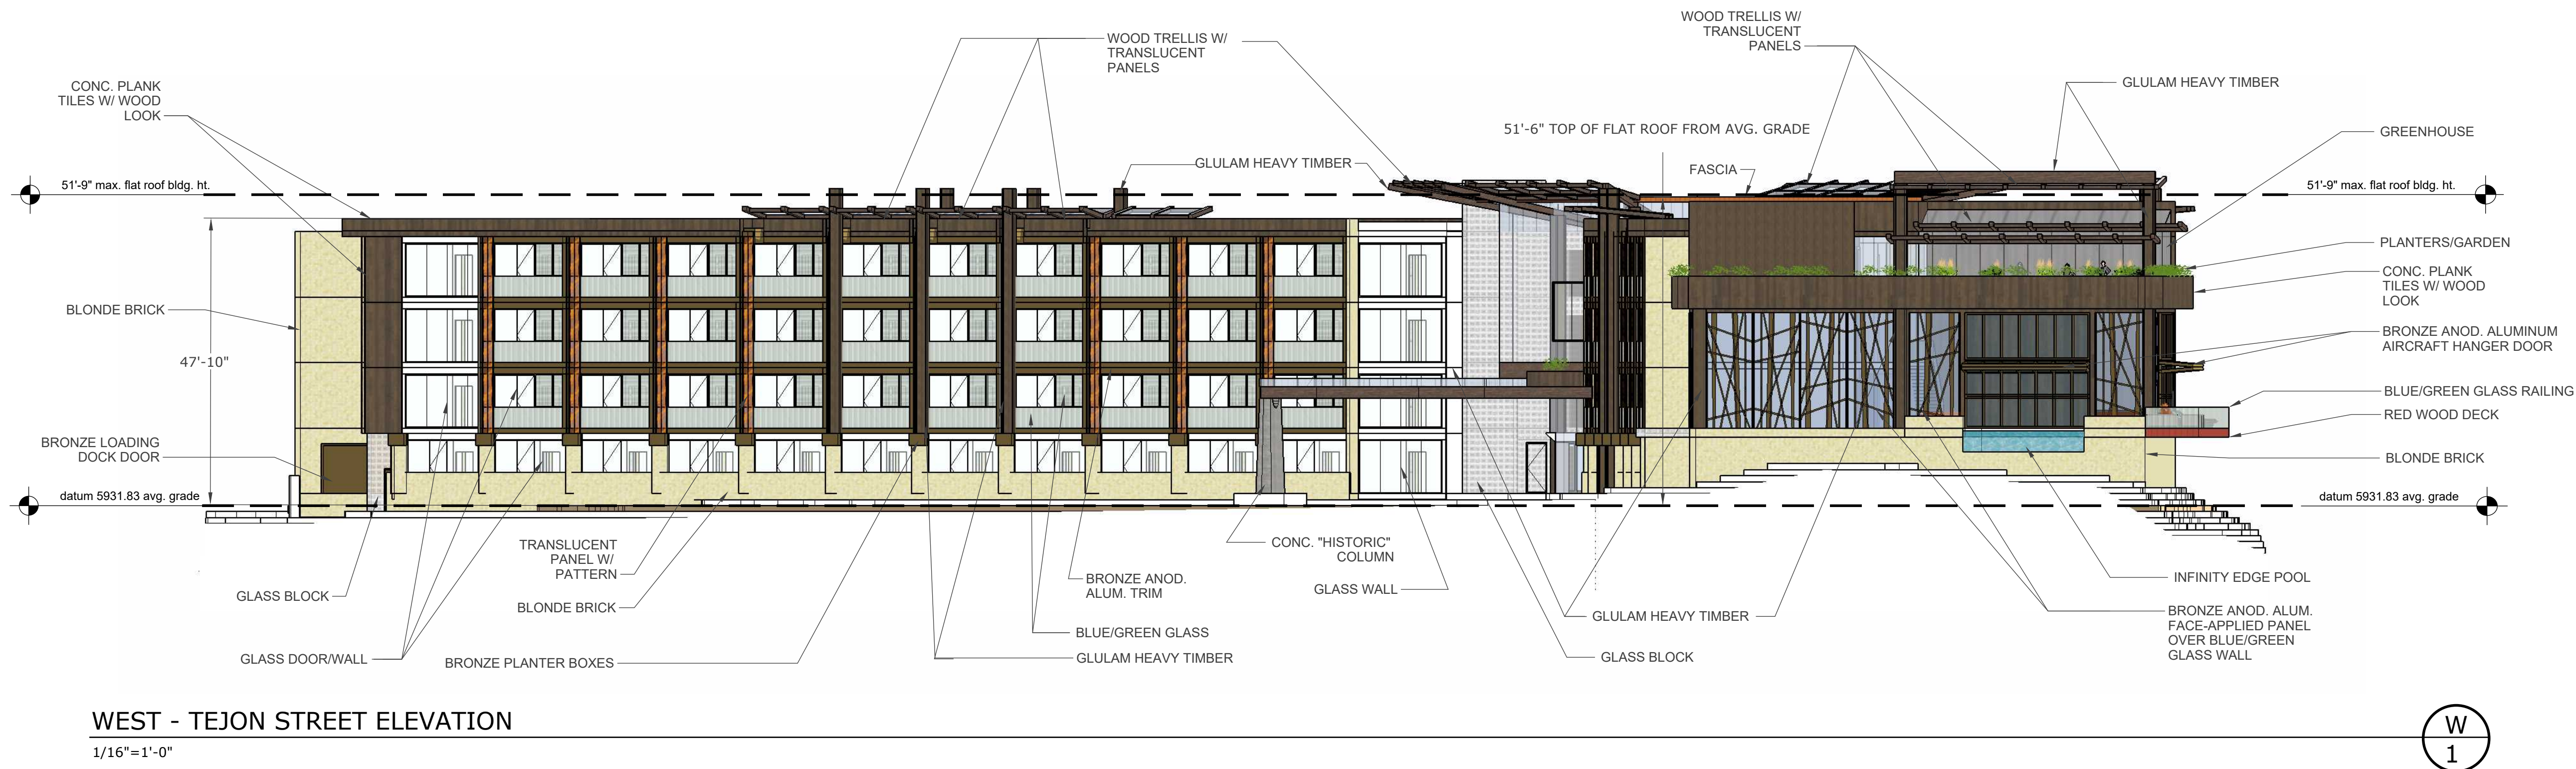 WOOD TRELLIS W/
TRANSLUCENT
PANELS
WOOD TRELLIS W/
TRANSLUCENT
PANELS
CONC. PLANK
TILES W/ WOOD
LOOK
GLULAM HEAVY TIMBER
51'-6" TOP OF FLAT ROOF FROM AVG. GRADE
GREENHOUSE
GLULAM HEAVY TIMBER
FASCIA
51'-9" max. flat roof bldg. ht.
51'-9" max. flat roof bldg. ht.
PLANTERS/GARDEN
CONC. PLANK
TILES W/ WOOD
LOOK
BLONDE BRICK
BRONZE ANOD. ALUMINUM
AIRCRAFT HANGER DOOR
47'-10"
BLUE/GREEN GLASS RAILING
RED WOOD DECK
BRONZE LOADING
DOCK DOOR
BLONDE BRICK
datum 5931.83 avg. grade
datum 5931.83 avg. grade
TRANSLUCENT
PANEL W/
PATTERN
CONC. "HISTORIC"
COLUMN
BRONZE ANOD.
ALUM. TRIM
INFINITY EDGE POOL
GLASS BLOCK
BLONDE BRICK
GLASS WALL
GLULAM HEAVY TIMBER
BRONZE ANOD. ALUM.
FACE-APPLIED PANEL
OVER BLUE/GREEN
GLASS WALL
BLUE/GREEN GLASS
GLASS DOOR/WALL
BRONZE PLANTER BOXES
GLULAM HEAVY TIMBER
GLASS BLOCK
WEST - TEJON STREET ELEVATION
1/16"=1'-0"
W
1